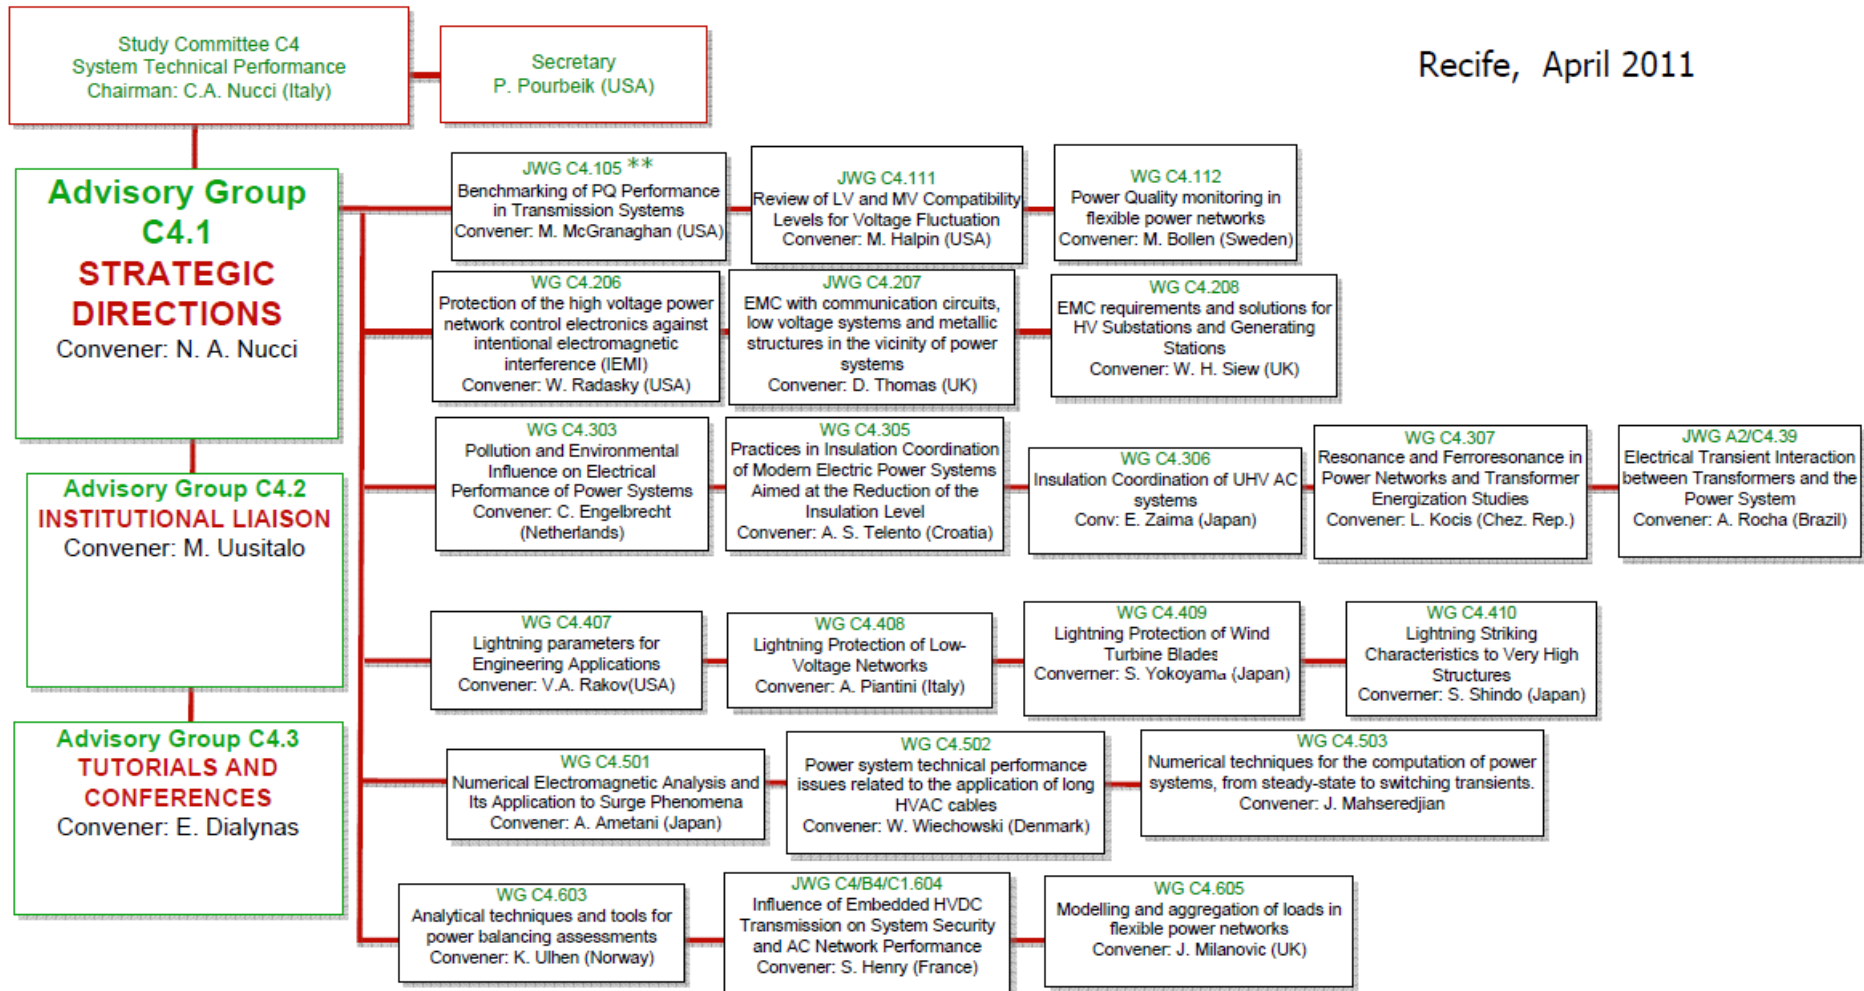 Study Committee C4
System Technical Performance
Chairman: C.A. Nucci (Italy)
Secretary
P. Pourbeik (USA)
Recife, April 2011
Advisory Group
C4.1
STRATEGIC
DIRECTIONS
Convener: N. A. Nucci
Advisory Group C4.2
INSTITUTIONAL LIAISON
Convener: M. Uusitalo
Advisory Group C4.3
TUTORIALS AND
CONFERENCES
Convener: E. Dialynas
JWG C4.105 **
Benchmarking of PQ Performance
in Transmission Systems
Convener: M. McGranaghan (USA)
JWG C4.111
Review of LV and MV Compatibility
Levels for Voltage Fluctuation
Convener: M. Halpin (USA)
WG C4.112
Power Quality monitoring in
flexible power networks
Convener: M. Bollen (Sweden)
WG C4.206
Protection of the high voltage power
network control electronics against
intentional electromagnetic
interference (IEMI)
Convener: W. Radasky (USA)
JWG C4.207
EMC with communication circuits,
low voltage systems and metallic
structures in the vicinity of power
systems
Convener: D. Thomas (UK)
WG C4.208
EMC requirements and solutions for
HV Substations and Generating
Stations
Convener: W. H. Siew (UK)
WG C4.303
Pollution and Environmental
Influence on Electrical
Performance of Power Systems
Convener: C. Engelbrecht
(Netherlands)
WG C4.305
Practices in Insulation Coordination
of Modern Electric Power Systems
Aimed at the Reduction of the
Insulation Level
Convener: A. S. Telento (Croatia)
WG C4.306
Insulation Coordination of UHV AC
systems
Conv: E. Zaima (Japan)
WG C4.307
Resonance and Ferroresonance in
Power Networks and Transformer
Energization Studies
Convener: L. Kocis (Chez. Rep.)
JWG A2/C4.39
Electrical Transient Interaction
between Transformers and the
Power System
Convener: A. Rocha (Brazil)
WG C4.407
Lightning parameters for
Engineering Applications
Convener: V.A. Rakov(USA)
WG C4.408
Lightning Protection of Low-
Voltage Networks
Convener: A. Piantini (Italy)
WG C4.409
Lightning Protection of Wind
Turbine Blades
Converner: S. Yokoyama (Japan)
WG C4.410
Lightning Striking
Characteristics to Very High
Structures
Converner: S. Shindo (Japan)
WG C4.501
Numerical Electromagnetic Analysis and
Its Application to Surge Phenomena
Convener: A. Ametani (Japan)
WG C4.502
Power system technical performance
issues related to the application of long
HVAC cables
Convener: W. Wiechowski (Denmark)
WG C4.503
Numerical techniques for the computation of power
systems, from steady-state to switching transients.
Convener: J. Mahseredjian
WG C4.603
Analytical techniques and tools for
power balancing assessments
Convener: K. Ulhen (Norway)
JWG C4/B4/C1.604
Influence of Embedded HVDC
Transmission on System Security
and AC Network Performance
Convener: S. Henry (France)
WG C4.605
Modelling and aggregation of loads in
flexible power networks
Convener: J. Milanovic (UK)